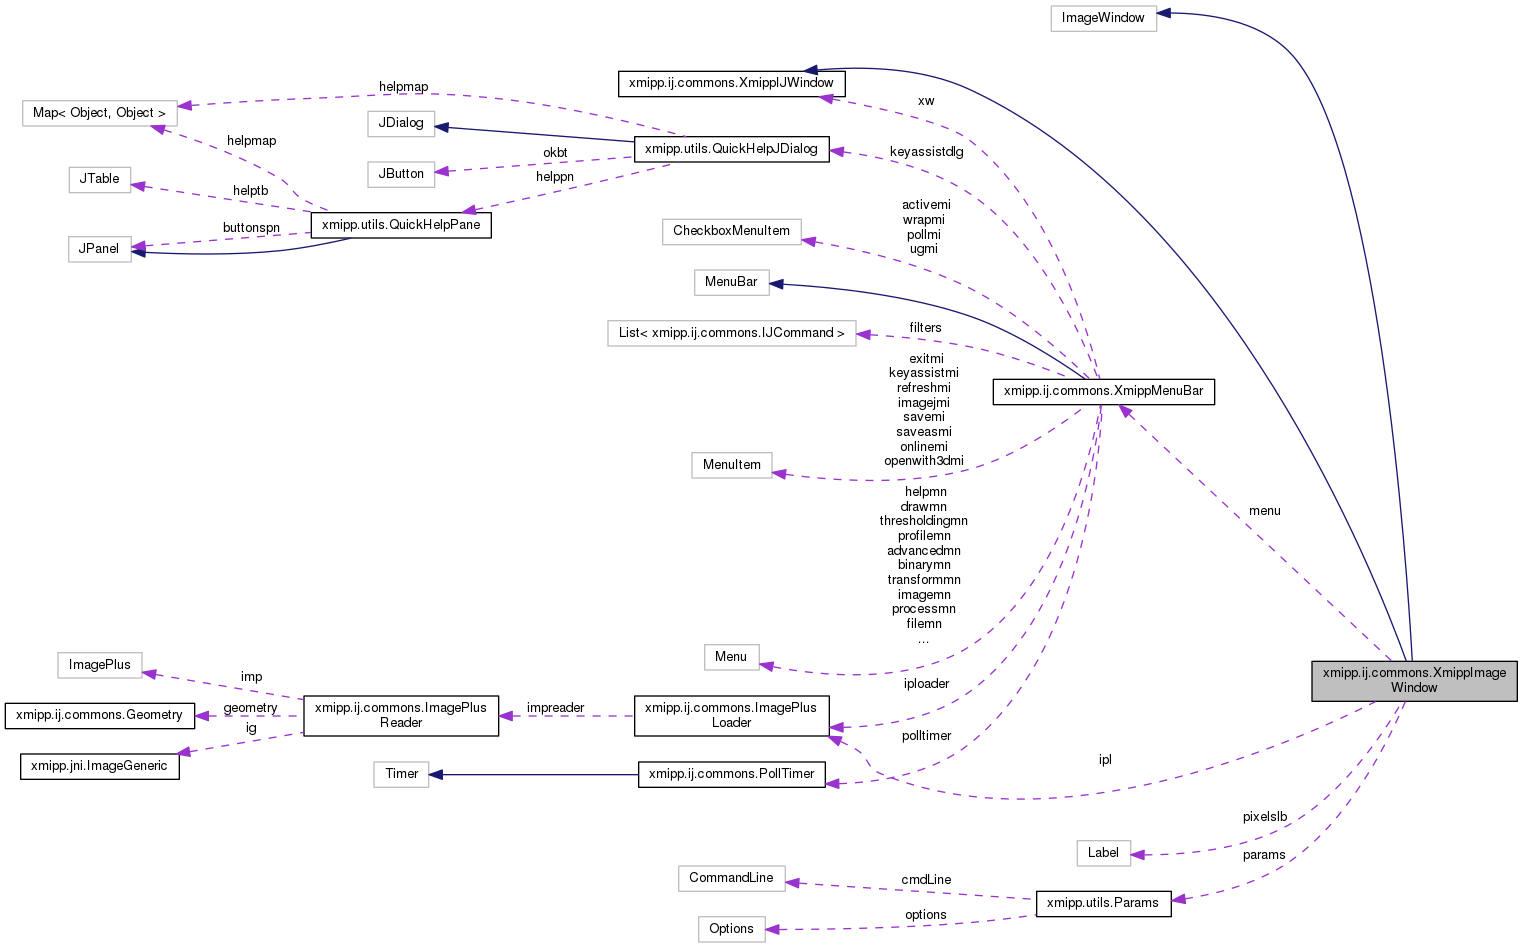 ImageWindow
xmipp.ij.commons.XmippIJWindow
helpmap
xw
Map< Object, Object >
JDialog
helpmap
xmipp.utils.QuickHelpJDialog
keyassistdlg
okbt
JTable
JButton
helppn
helptb
activemi
wrapmi
pollmi
ugmi
xmipp.utils.QuickHelpPane
buttonspn
CheckboxMenuItem
JPanel
MenuBar
List< xmipp.ij.commons.IJCommand >
filters
exitmi
keyassistmi
refreshmi
imagejmi
savemi
saveasmi
onlinemi
openwith3dmi
xmipp.ij.commons.XmippMenuBar
MenuItem
helpmn
drawmn
thresholdingmn
profilemn
advancedmn
binarymn
transformmn
imagemn
processmn
filemn
...
menu
Menu
ImagePlus
imp
iploader
xmipp.ij.commons.XmippImage
Window
xmipp.ij.commons.Geometry
geometry
xmipp.ij.commons.ImagePlus
Reader
impreader
xmipp.ij.commons.ImagePlus
Loader
ig
polltimer
xmipp.jni.ImageGeneric
Timer
xmipp.ij.commons.PollTimer
ipl
pixelslb
Label
params
CommandLine
cmdLine
xmipp.utils.Params
options
Options